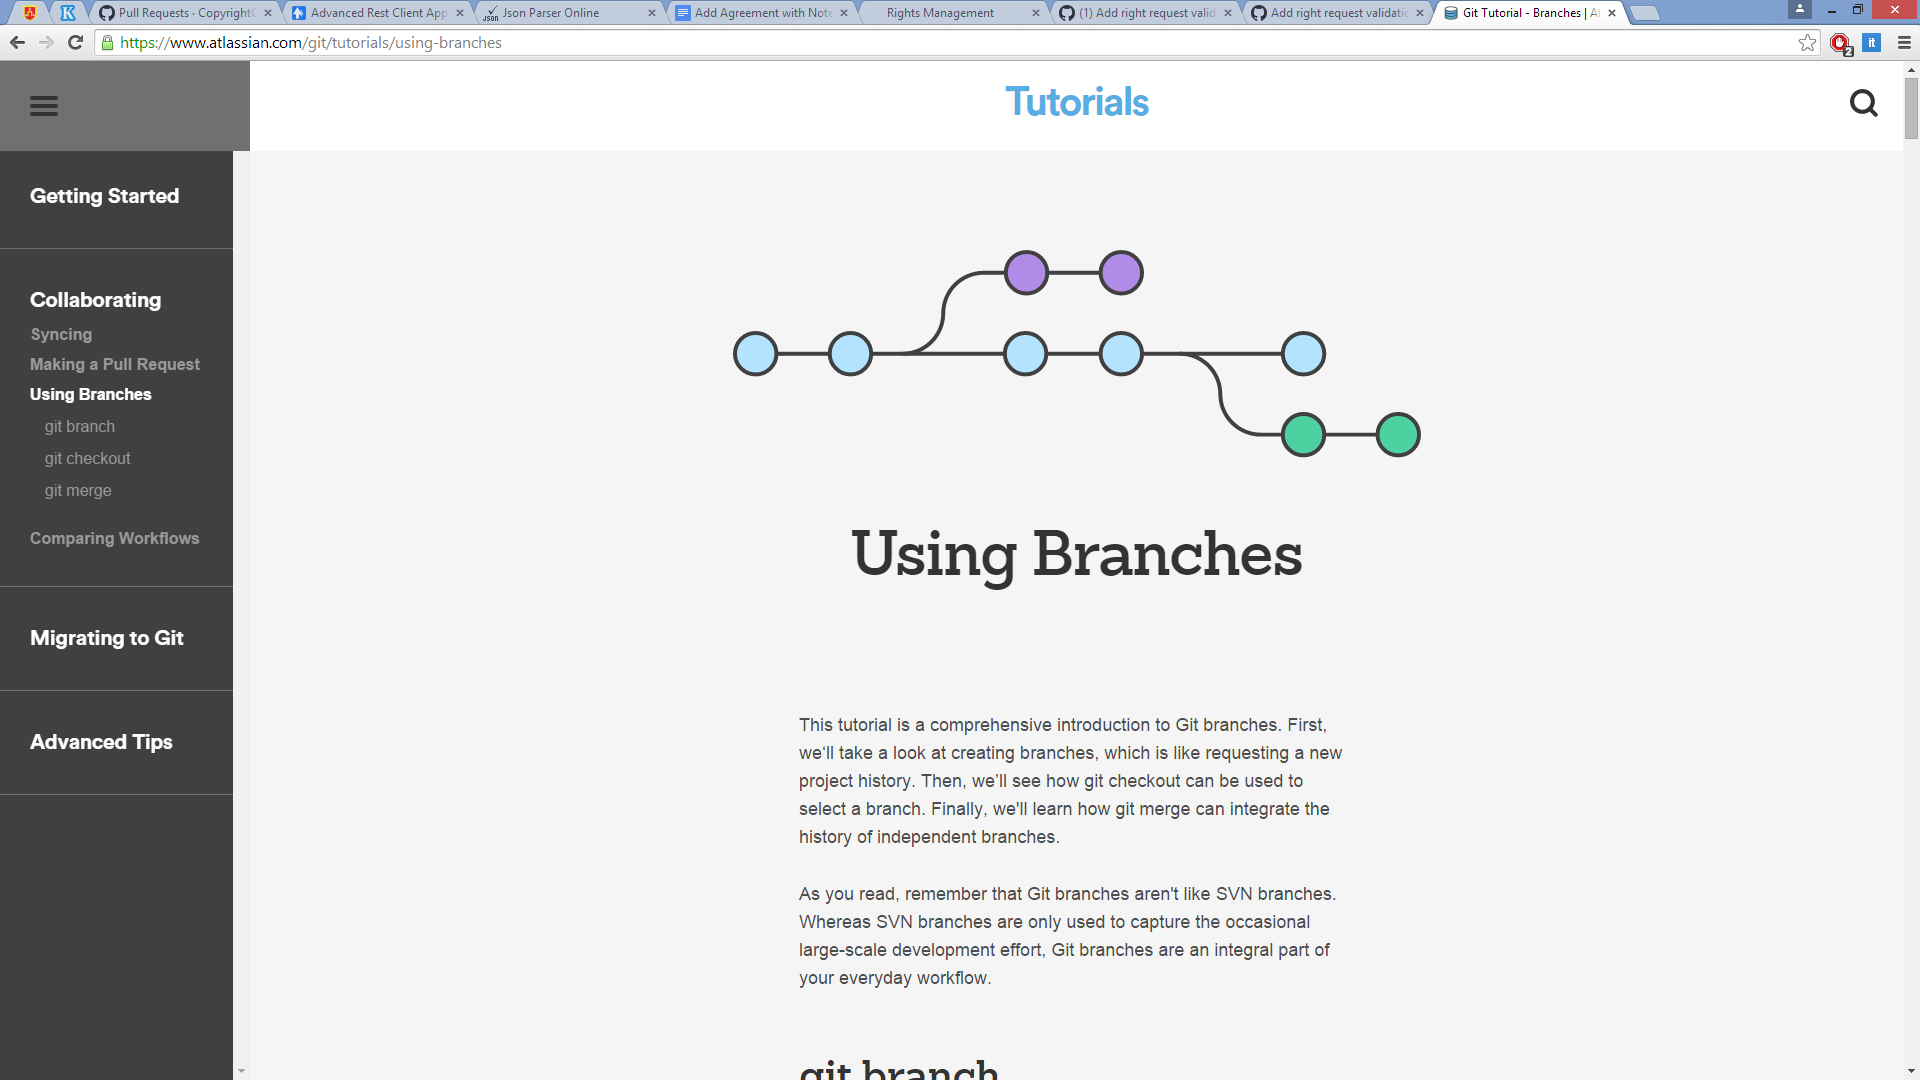 Pull Requests · Copyright
Advanced Rest Client App
Json Parser Online
Add Agreement with Note
Rights Management
(1) Add right request valid
Add right request validatio
Git Tutorial - Branches | A
https://www.atlassian.com/git/tutorials/using-branches
2
it
Tutorials
Getting Started
Collaborating
Syncing
Making a Pull Request
Using Branches
git branch
git checkout
git merge
Comparing Workflows
Migrating to Git
Advanced Tips
Using Branches
This tutorial is a comprehensive introduction to Git branches. First,
we‘ll take a look at creating branches, which is like requesting a new
project history. Then, we’ll see how git checkout can be used to
select a branch. Finally, we'll learn how git merge can integrate the
history of independent branches.
As you read, remember that Git branches aren't like SVN branches.
Whereas SVN branches are only used to capture the occasional
large-scale development effort, Git branches are an integral part of
your everyday workflow.
git branch